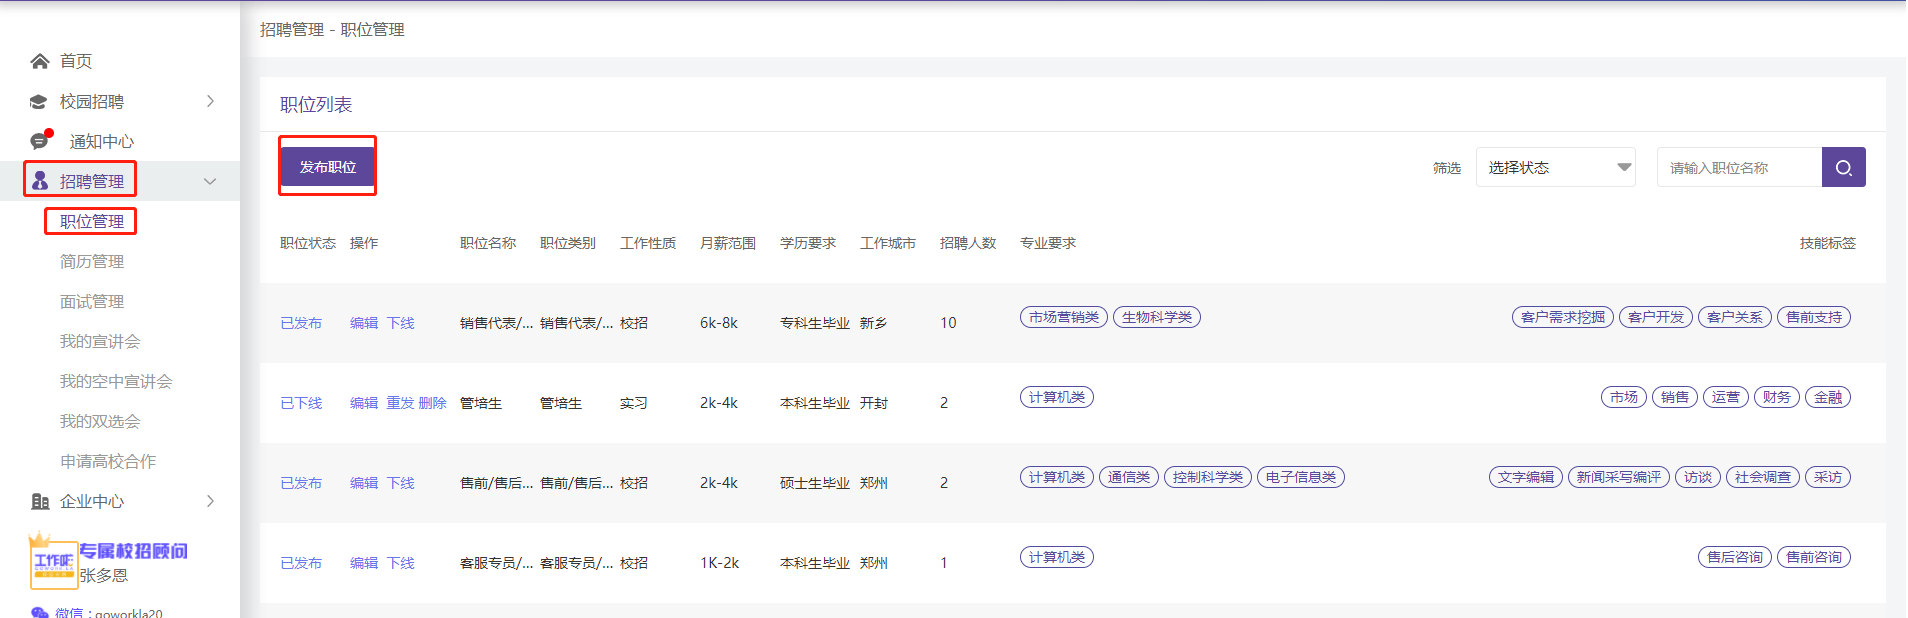 招聘管理 - 职位管理
首页
校园招聘
通知中心
招聘管理
职位管理
简历管理
面试管理
我的宣讲会
我的空中宣讲会
我的双选会
申请高校合作
企业中心
工作啦
专属校招顾问
张多恩
微信：goworkla20
职位列表
发布职位
筛选 选择状态 请输入职位名称
职位状态 操作 职位名称 职位类别 工作性质 月薪范围 学历要求 工作城市 招聘人数 专业要求 技能标签
已发布 编辑 下线 销售代表/... 销售代表/... 校招 6k-8k 专科生毕业 新乡 10 市场营销类 生物科学类 客户需求挖掘 客户开发 客户关系 售前支持
已下线 编辑 重发 删除 管培生 管培生 实习 2k-4k 本科生毕业 开封 2 计算机类 市场 销售 运营 财务 金融
已发布 编辑 下线 售前/售后... 售前/售后... 校招 2k-4k 硕士生毕业 郑州 2 计算机类 通信类 控制科学类 电子信息类 文字编辑 新闻采写编评 访谈 社会调查 采访
已发布 编辑 下线 客服专员/... 客服专员/... 校招 1K-2k 本科生毕业 郑州 1 计算机类 售后咨询 售前咨询